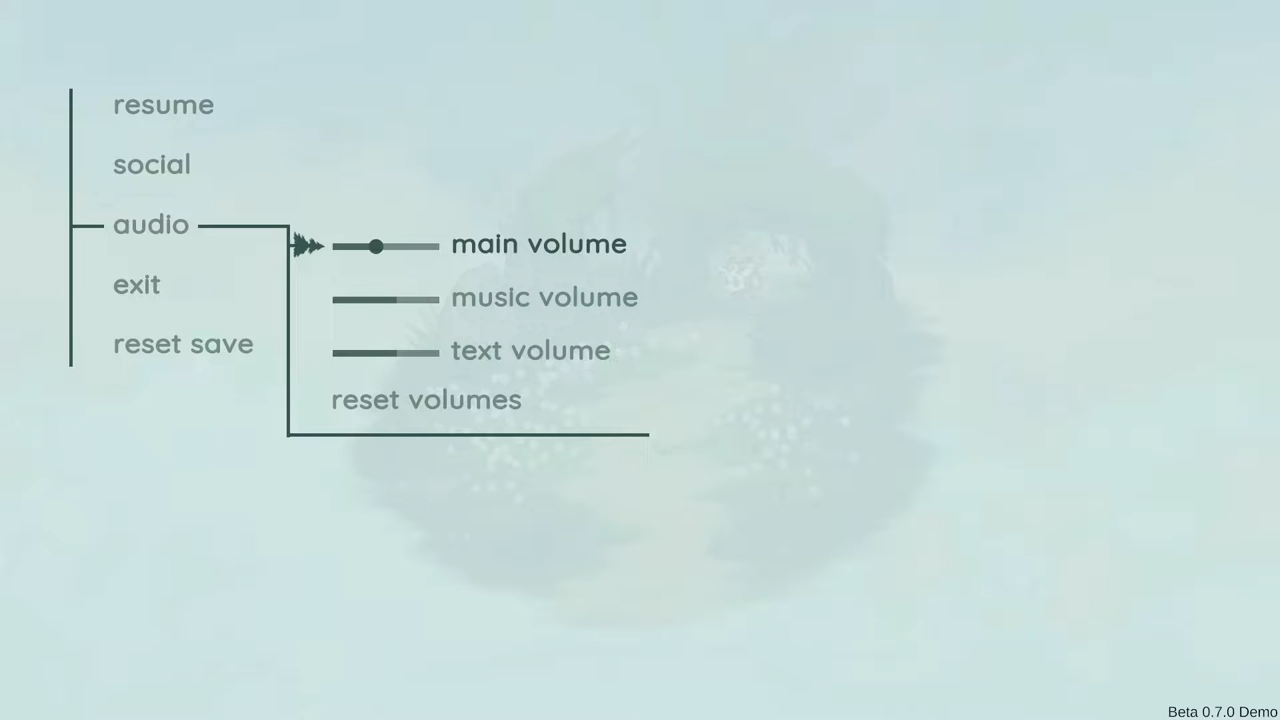 resume
social
audio
exit
reset save
main volume
music volume
text volume
reset volumes
Beta 0.7.0 Demo